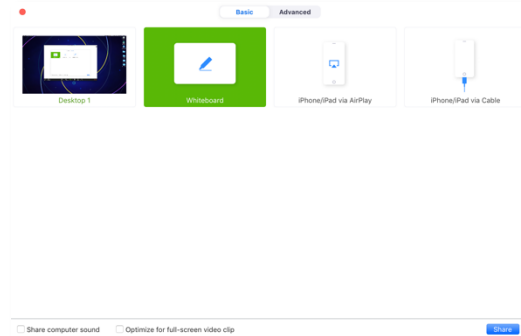 Basic Advanced
Desktop 1 Whiteboard iPhone/iPad via AirPlay iPhone/iPad via Cable
Share computer sound Optimize for full-screen video clip Share